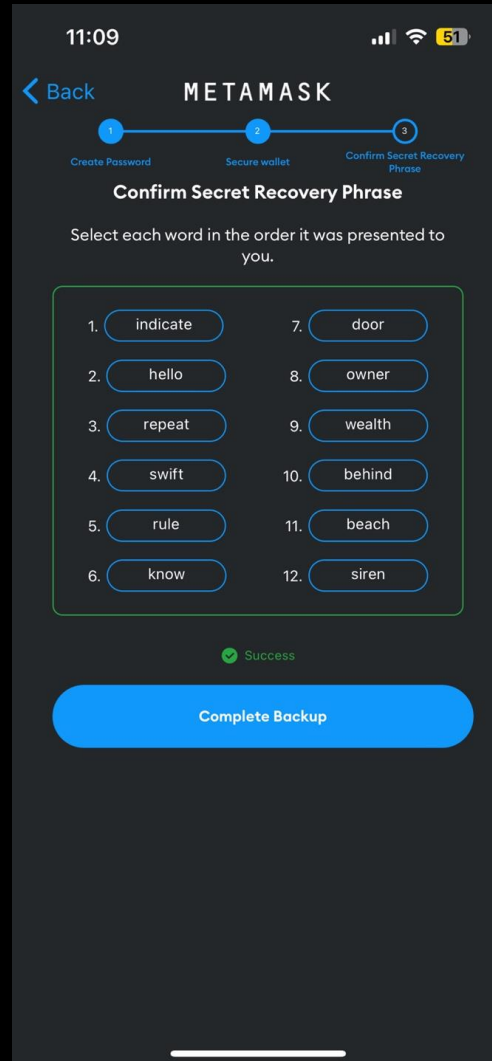 11:09
51
Back
METAMASK
1
2
3
Create Password
Secure wallet
Confirm Secret Recovery
Phrase
Confirm Secret Recovery Phrase
Select each word in the order it was presented to
you.
1. indicate
2. hello
3. repeat
4. swift
5. rule
6. know
7. door
8. owner
9. wealth
10. behind
11. beach
12. siren
Success
Complete Backup